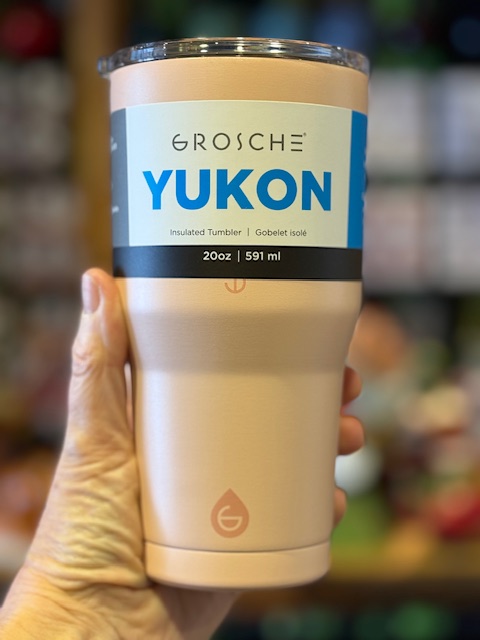 GROSCHE®
YUKON
Insulated Tumbler | Gobelet isolé
20oz | 591 ml